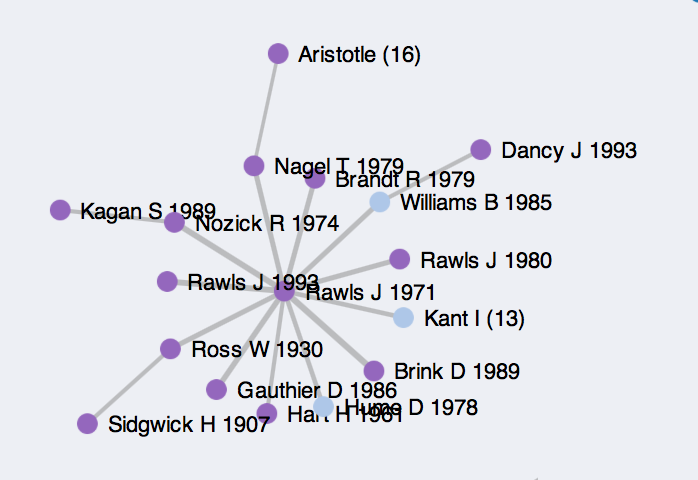 Aristotle (16)
Dancy J 1993
Nagel T 1979
Brandt R 1979
Williams B 1985
Kagan S 1989
Nozick R 1974
Rawls J 1980
Rawls J 1993
Rawls J 1971
Kant I (13)
Ross W 1930
Brink D 1989
Gauthier D 1986
Hume D 1978
Hart H 1961
Sidgwick H 1907